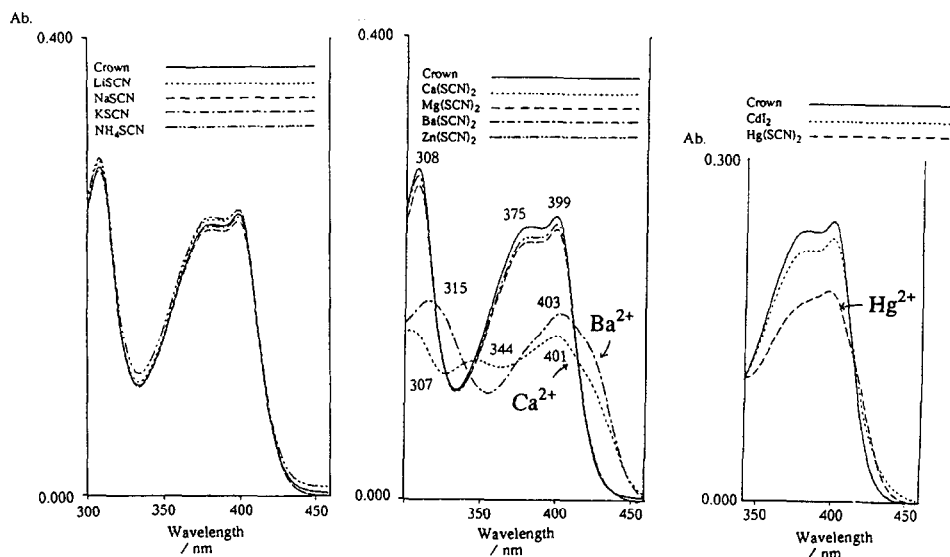 Ab.
0.400
Crown
LiSCN
NaSCN
KSCN
NH₄SCN
0.000
300
350
400
450
Wavelength
/ nm
0.400
Crown
Ca(SCN)₂
Mg(SCN)₂
Ba(SCN)₂
Zn(SCN)₂
308
375
399
315
344
403
307
401
Ba²⁺
Ca²⁺
0.000
300
350
400
450
Wavelength
/ nm
Crown
CdI₂
Hg(SCN)₂
Ab.
0.300
Hg²⁺
0.000
350
400
450
Wavelength
/ nm